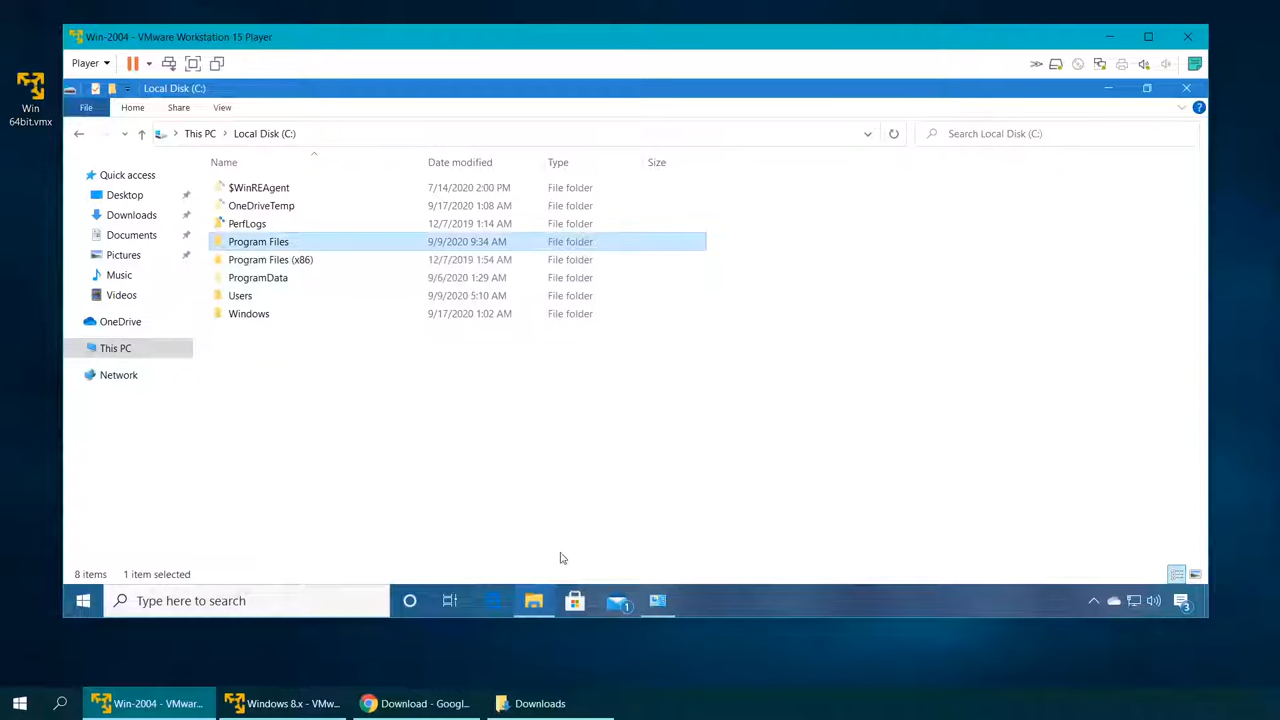 Win-2004 - VMware Workstation 15 Player
Player
Win
64bit.vmx
Local Disk (C:)
File Home Share View
This PC Local Disk (C:) Search Local Disk (C:)
Name Date modified Type Size
Quick access
Desktop
Downloads
Documents
Pictures
Music
Videos
OneDrive
This PC
Network
$WinREAgent 7/14/2020 2:00 PM File folder
OneDriveTemp 9/17/2020 1:08 AM File folder
PerfLogs 12/7/2019 1:14 AM File folder
Program Files 9/9/2020 9:34 AM File folder
Program Files (x86) 12/7/2019 1:54 AM File folder
ProgramData 9/6/2020 1:29 AM File folder
Users 9/9/2020 5:10 AM File folder
Windows 9/17/2020 1:02 AM File folder
8 items 1 item selected
Type here to search 1 3
Win-2004 - VMwar... Windows 8.x - VMw... Download - Googl... Downloads